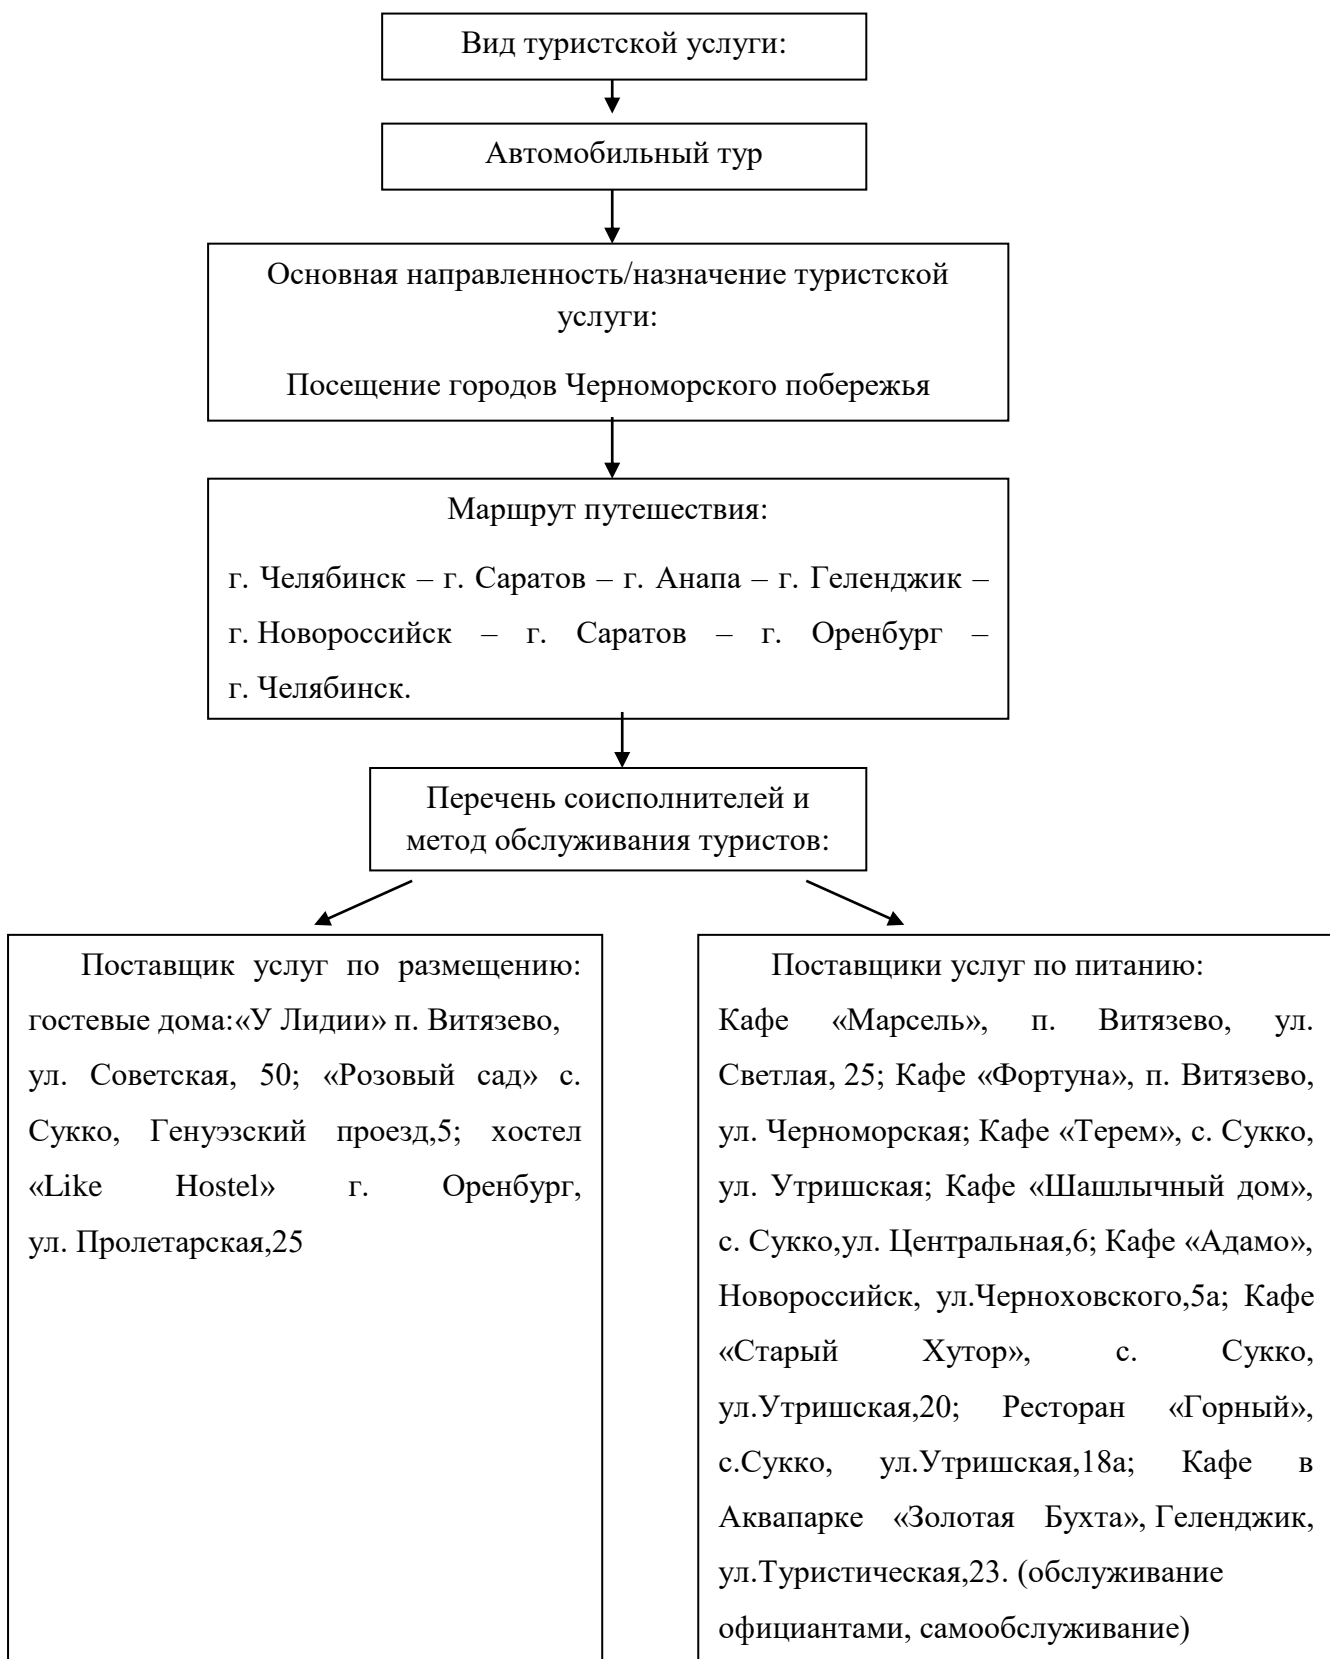 Вид туристской услуги:
Автомобильный тур
Основная направленность/назначение туристской
услуги:
Посещение городов Черноморского побережья
Маршрут путешествия:
г. Челябинск – г. Саратов – г. Анапа – г. Геленджик –
г. Новороссийск – г. Саратов – г. Оренбург –
г. Челябинск.
Перечень соисполнителей и
метод обслуживания туристов:
Поставщик услуг по размещению:
гостевые дома:«У Лидии» п. Витязево,
ул. Советская, 50; «Розовый сад» с.
Сукко, Генуэзский проезд,5; хостел
«Like Hostel» г. Оренбург,
ул. Пролетарская,25
Поставщики услуг по питанию:
Кафе «Марсель», п. Витязево, ул.
Светлая, 25; Кафе «Фортуна», п. Витязево,
ул. Черноморская; Кафе «Терем», с. Сукко,
ул. Утришская; Кафе «Шашлычный дом»,
с. Сукко,ул. Центральная,6; Кафе «Адамо»,
Новороссийск, ул.Черноховского,5а; Кафе
«Старый Хутор», с. Сукко,
ул.Утришская,20; Ресторан «Горный»,
с.Сукко, ул.Утришская,18а; Кафе в
Аквапарке «Золотая Бухта», Геленджик,
ул.Туристическая,23. (обслуживание
официантами, самообслуживание)